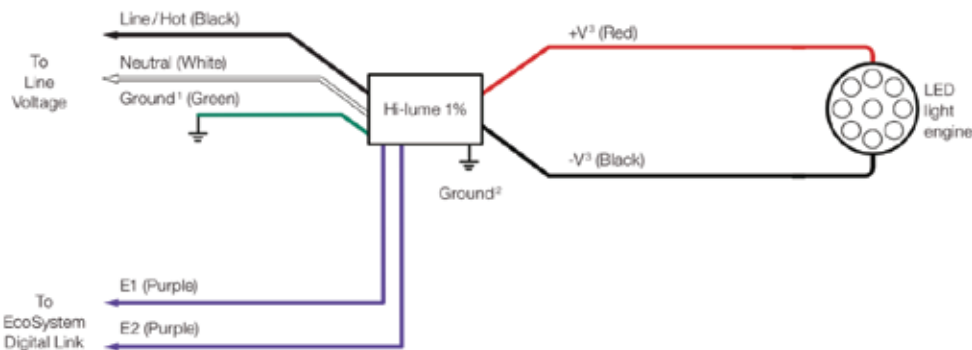 Line/Hot (Black)
To
Line
Voltage
Neutral (White)
Ground¹ (Green)
Hi-lume 1%
Ground²
+V³ (Red)
-V³ (Black)
LED
light
engine
To
EcoSystem
Digital Link
E1 (Purple)
E2 (Purple)